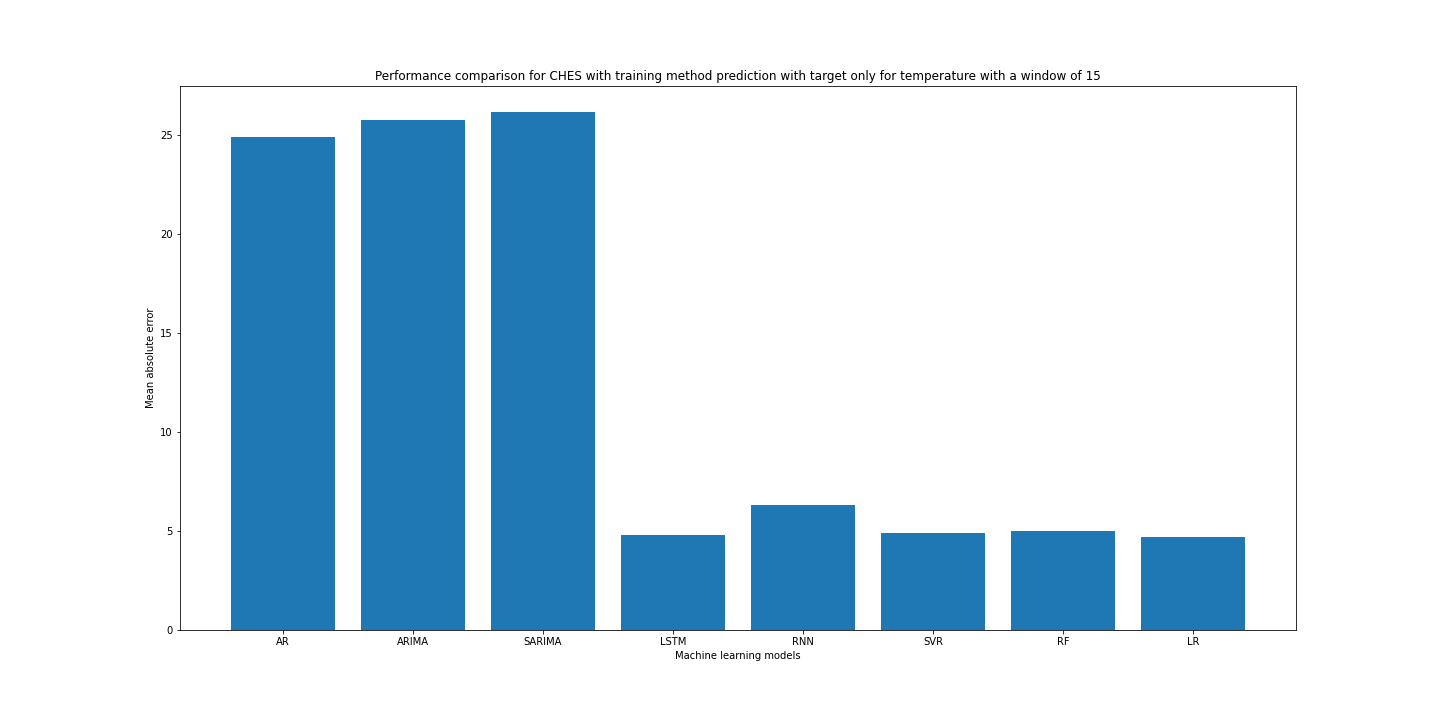 Performance comparison for CHES with training method prediction with target only for temperature with a window of 15
Mean absolute error
25
20
15
10
5
0
AR ARIMA SARIMA LSTM RNN SVR RF LR
Machine learning models